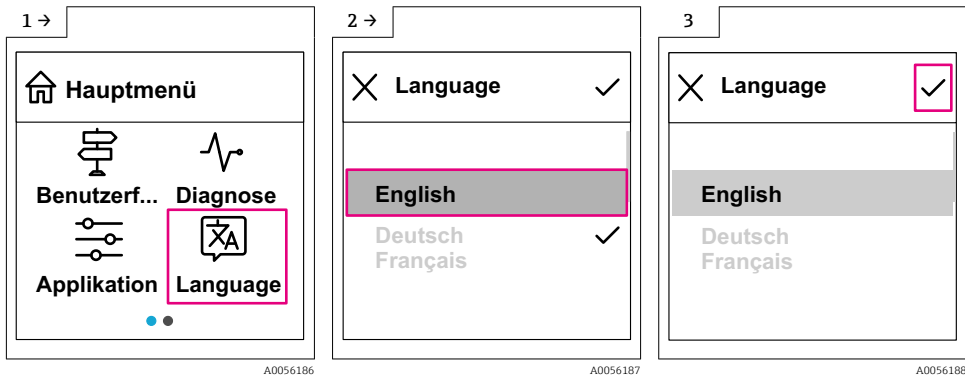 1 →
Hauptmenü
Benutzerf... Diagnose
Applikation Language
A0056186
2 →
Language
English
Deutsch
Français
A0056187
3
Language
English
Deutsch
Français
A0056188